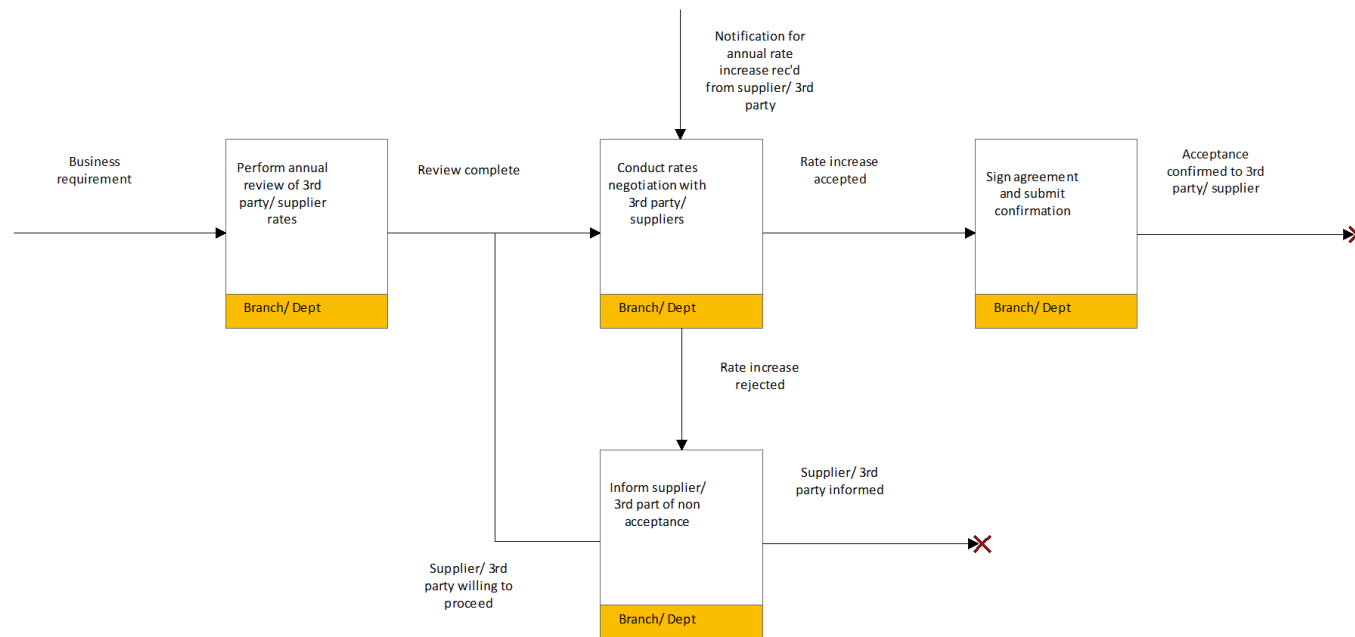 Notification for
annual rate
increase rec'd
from supplier/ 3rd
party
Business
requirement
Perform annual
review of 3rd
party/ supplier
rates
Branch/ Dept
Review complete
Conduct rates
negotiation with
3rd party/
suppliers
Branch/ Dept
Rate increase
accepted
Sign agreement
and submit
confirmation
Branch/ Dept
Acceptance
confirmed to 3rd
party/ supplier
Rate increase
rejected
Inform supplier/
3rd part of non
acceptance
Branch/ Dept
Supplier/ 3rd
party informed
Supplier/ 3rd
party willing to
proceed